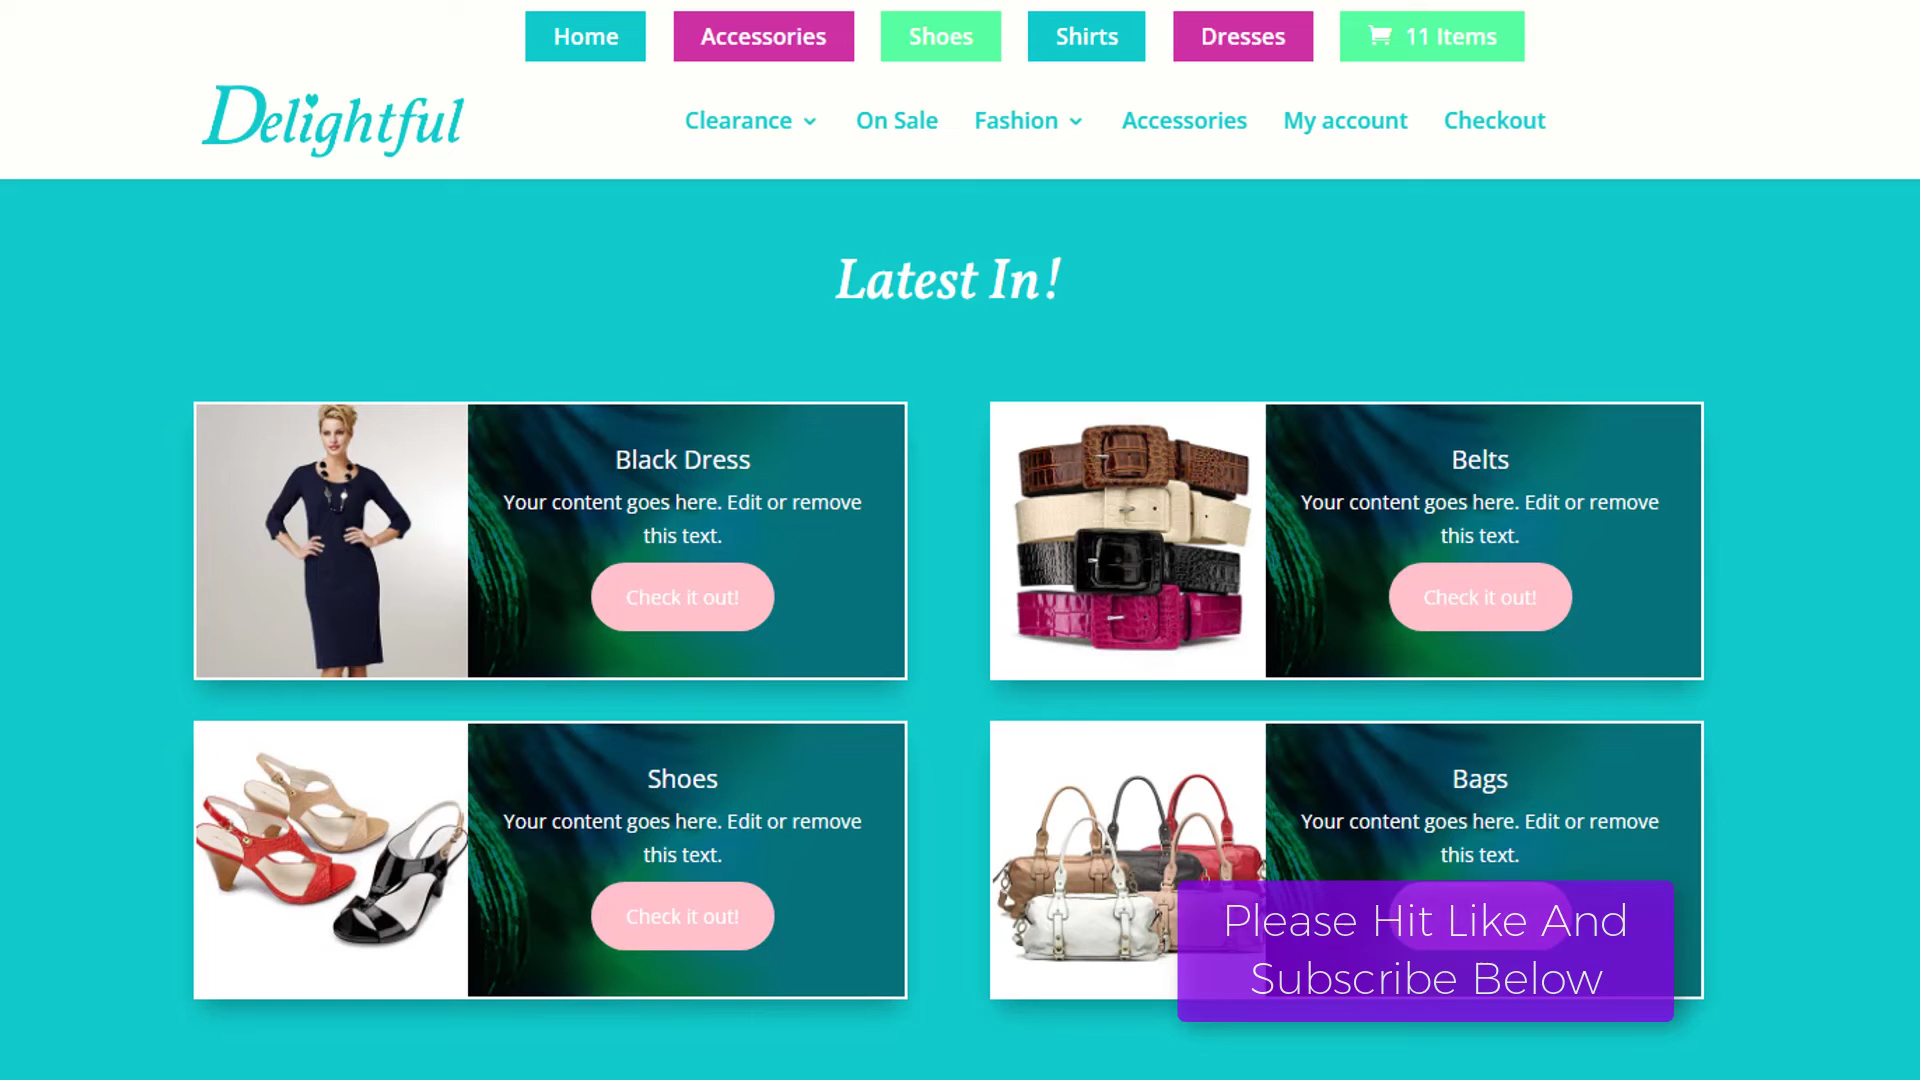 Home
Accessories
Shoes
Shirts
Dresses
11 Items
Delightful
Clearance
On Sale
Fashion
Accessories
My account
Checkout
Latest In!
Black Dress
Your content goes here. Edit or remove
this text.
Check it out!
Belts
Your content goes here. Edit or remove
this text.
Check it out!
Shoes
Your content goes here. Edit or remove
this text.
Check it out!
Bags
Your content goes here. Edit or remove
this text.
Please Hit Like And
Subscribe Below